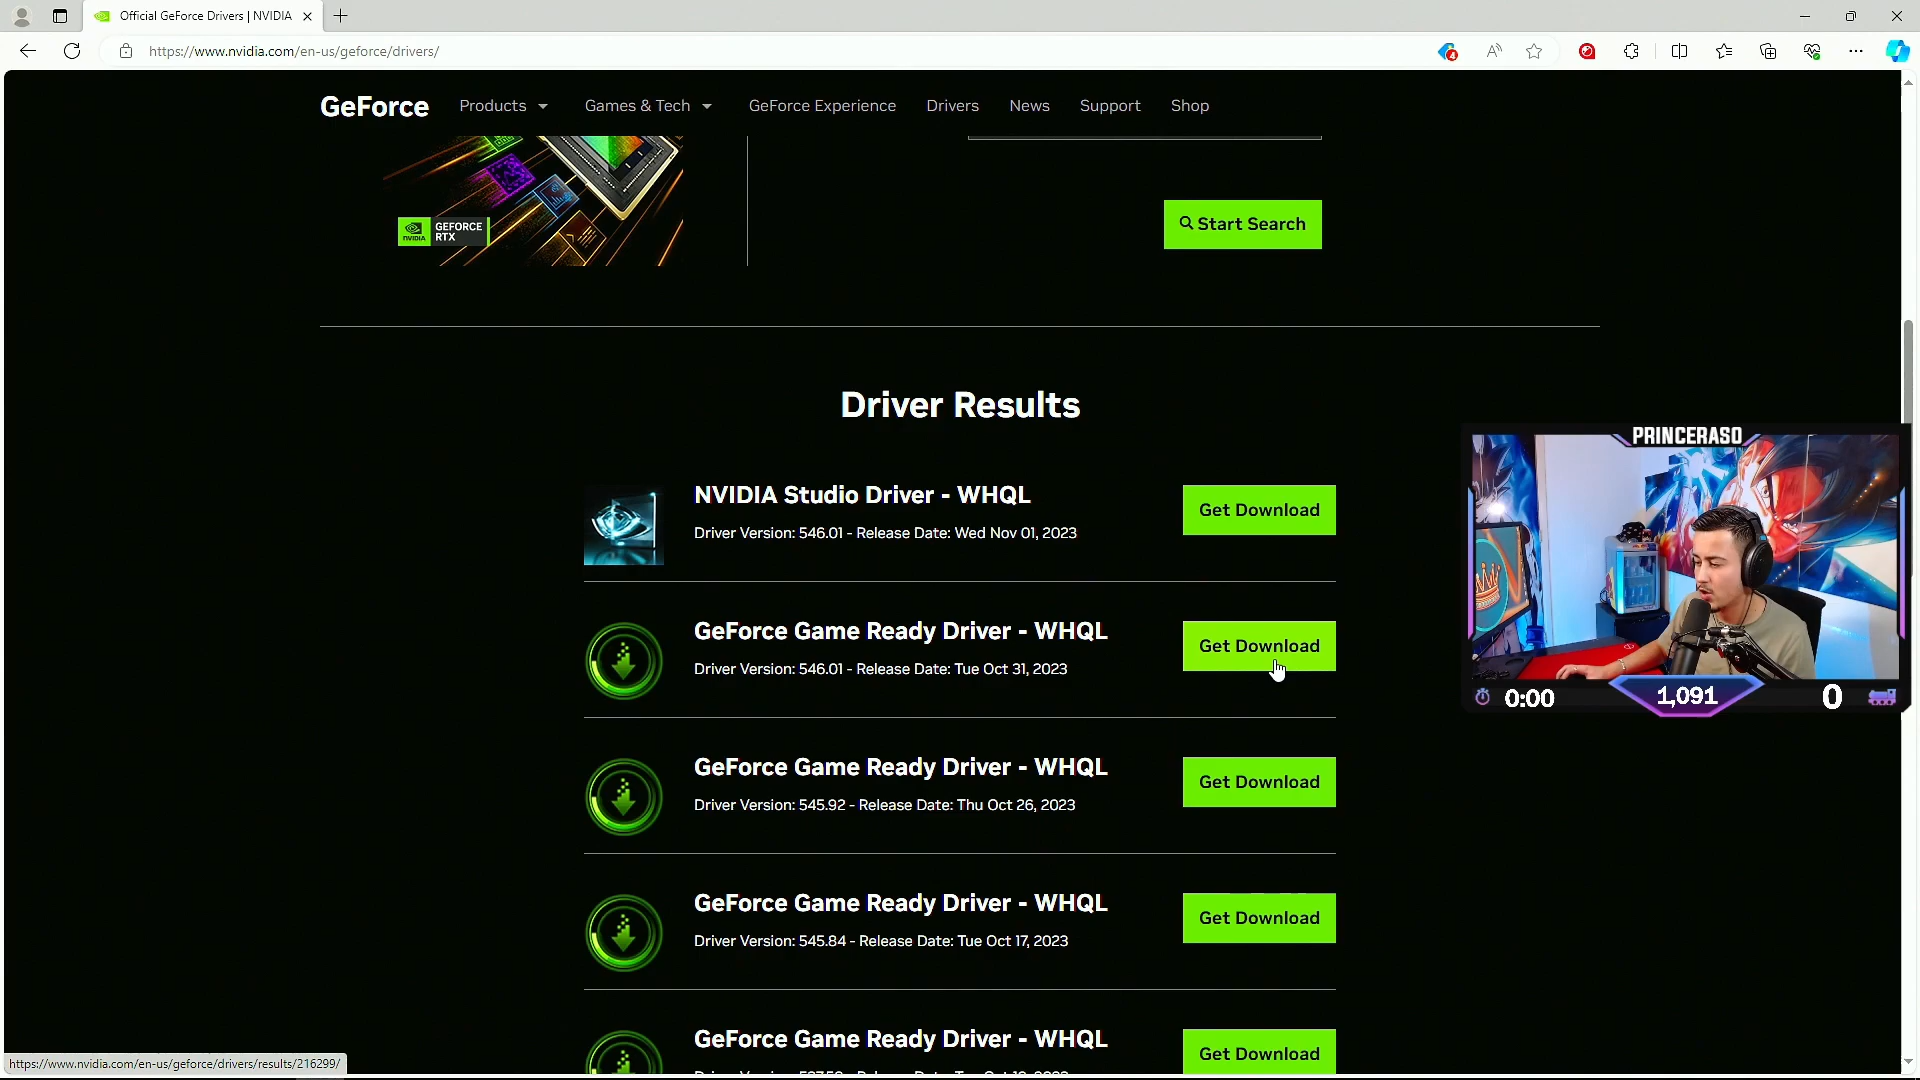 Official GeForce Drivers | NVIDIA
https://www.nvidia.com/en-us/geforce/drivers/
4
GeForce
Products
Games & Tech
GeForce Experience
Drivers
News
Support
Shop
NVIDIA
GEFORCE
RTX
Start Search
Driver Results
NVIDIA Studio Driver - WHQL
Driver Version: 546.01 - Release Date: Wed Nov 01, 2023
Get Download
GeForce Game Ready Driver - WHQL
Driver Version: 546.01 - Release Date: Tue Oct 31, 2023
Get Download
GeForce Game Ready Driver - WHQL
Driver Version: 545.92 - Release Date: Thu Oct 26, 2023
Get Download
GeForce Game Ready Driver - WHQL
Driver Version: 545.84 - Release Date: Tue Oct 17, 2023
Get Download
GeForce Game Ready Driver - WHQL
Get Download
PRINCERASO
0:00
1,091
0
https://www.nvidia.com/en-us/geforce/drivers/results/216299/